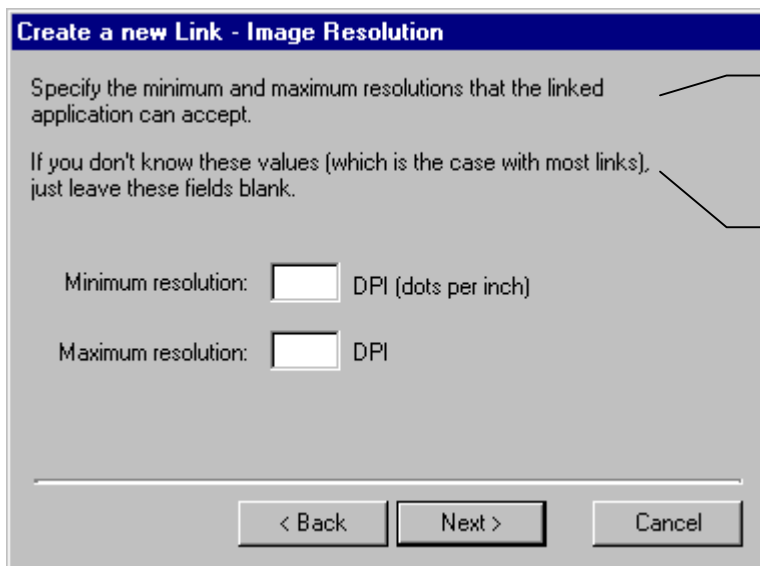 Create a new Link - Image Resolution
Specify the minimum and maximum resolutions that the linked
application can accept.
If you don't know these values (which is the case with most links),
just leave these fields blank.
Minimum resolution: DPI (dots per inch)
Maximum resolution: DPI
< Back Next > Cancel